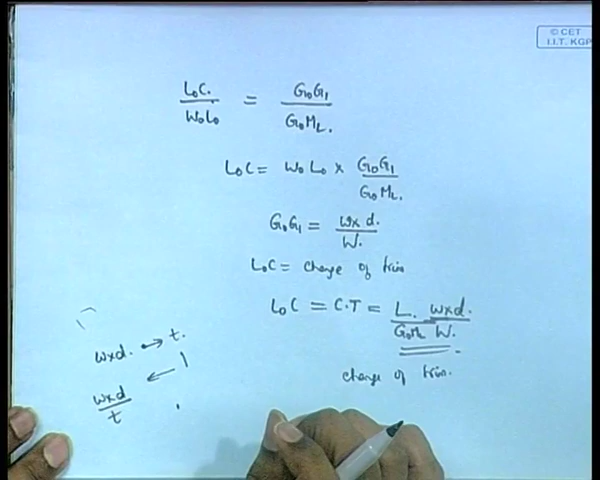 © CET
I.I.T. KGP
L₀C. / W₀L₀ = G₀G₁ / G₀M_L.
L₀C = W₀L₀ × G₀G₁ / G₀M_L.
G₀G₁ = w×d. / W.
L₀C = change of trim
L₀C = C.T = L. w×d. / G₀M_L W.
change of trim.
w×d. → t.
← 1
w×d / t